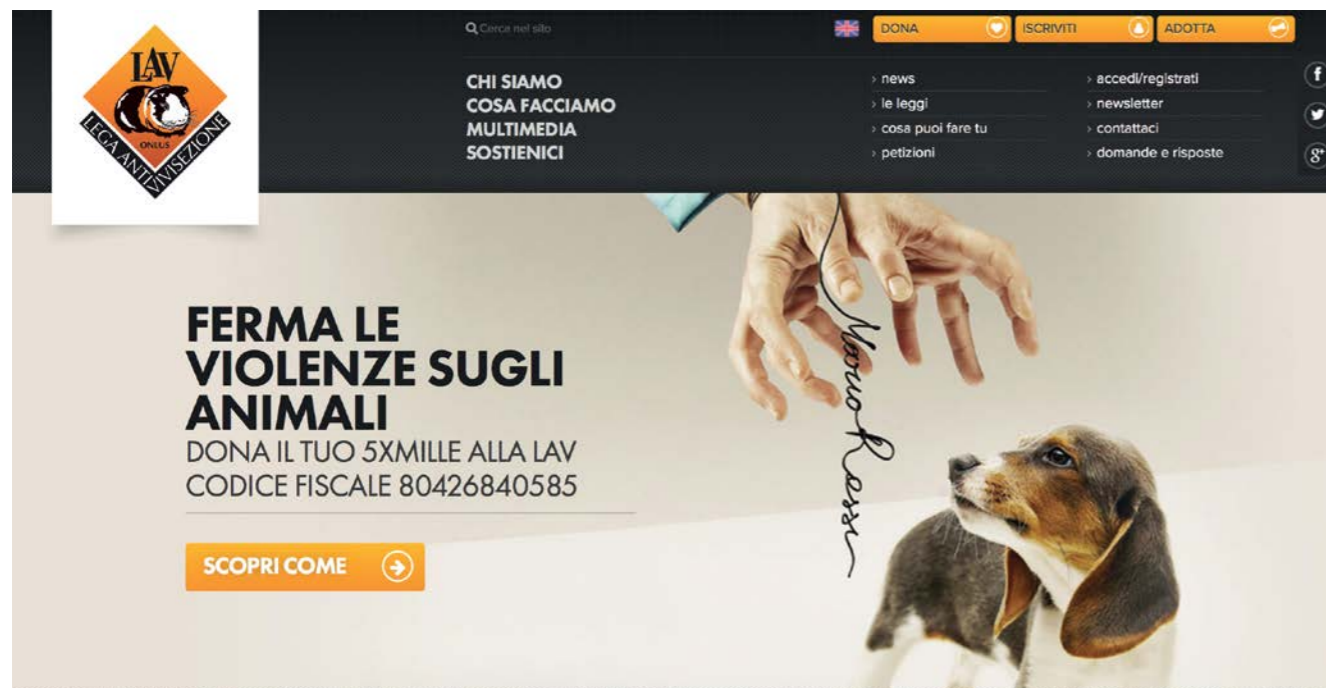 LAV
ONLUS
LEGA ANTIVIVISEZIONE
Cerca nel sito
DONA
ISCRIVITI
ADOTTA
CHI SIAMO
COSA FACCIAMO
MULTIMEDIA
SOSTIENICI
› news
› le leggi
› cosa puoi fare tu
› petizioni
› accedi/registrati
› newsletter
› contattaci
› domande e risposte
f
g+
FERMA LE
VIOLENZE SUGLI
ANIMALI
DONA IL TUO 5XMILLE ALLA LAV
CODICE FISCALE 80426840585
SCOPRI COME
Mario Rossi